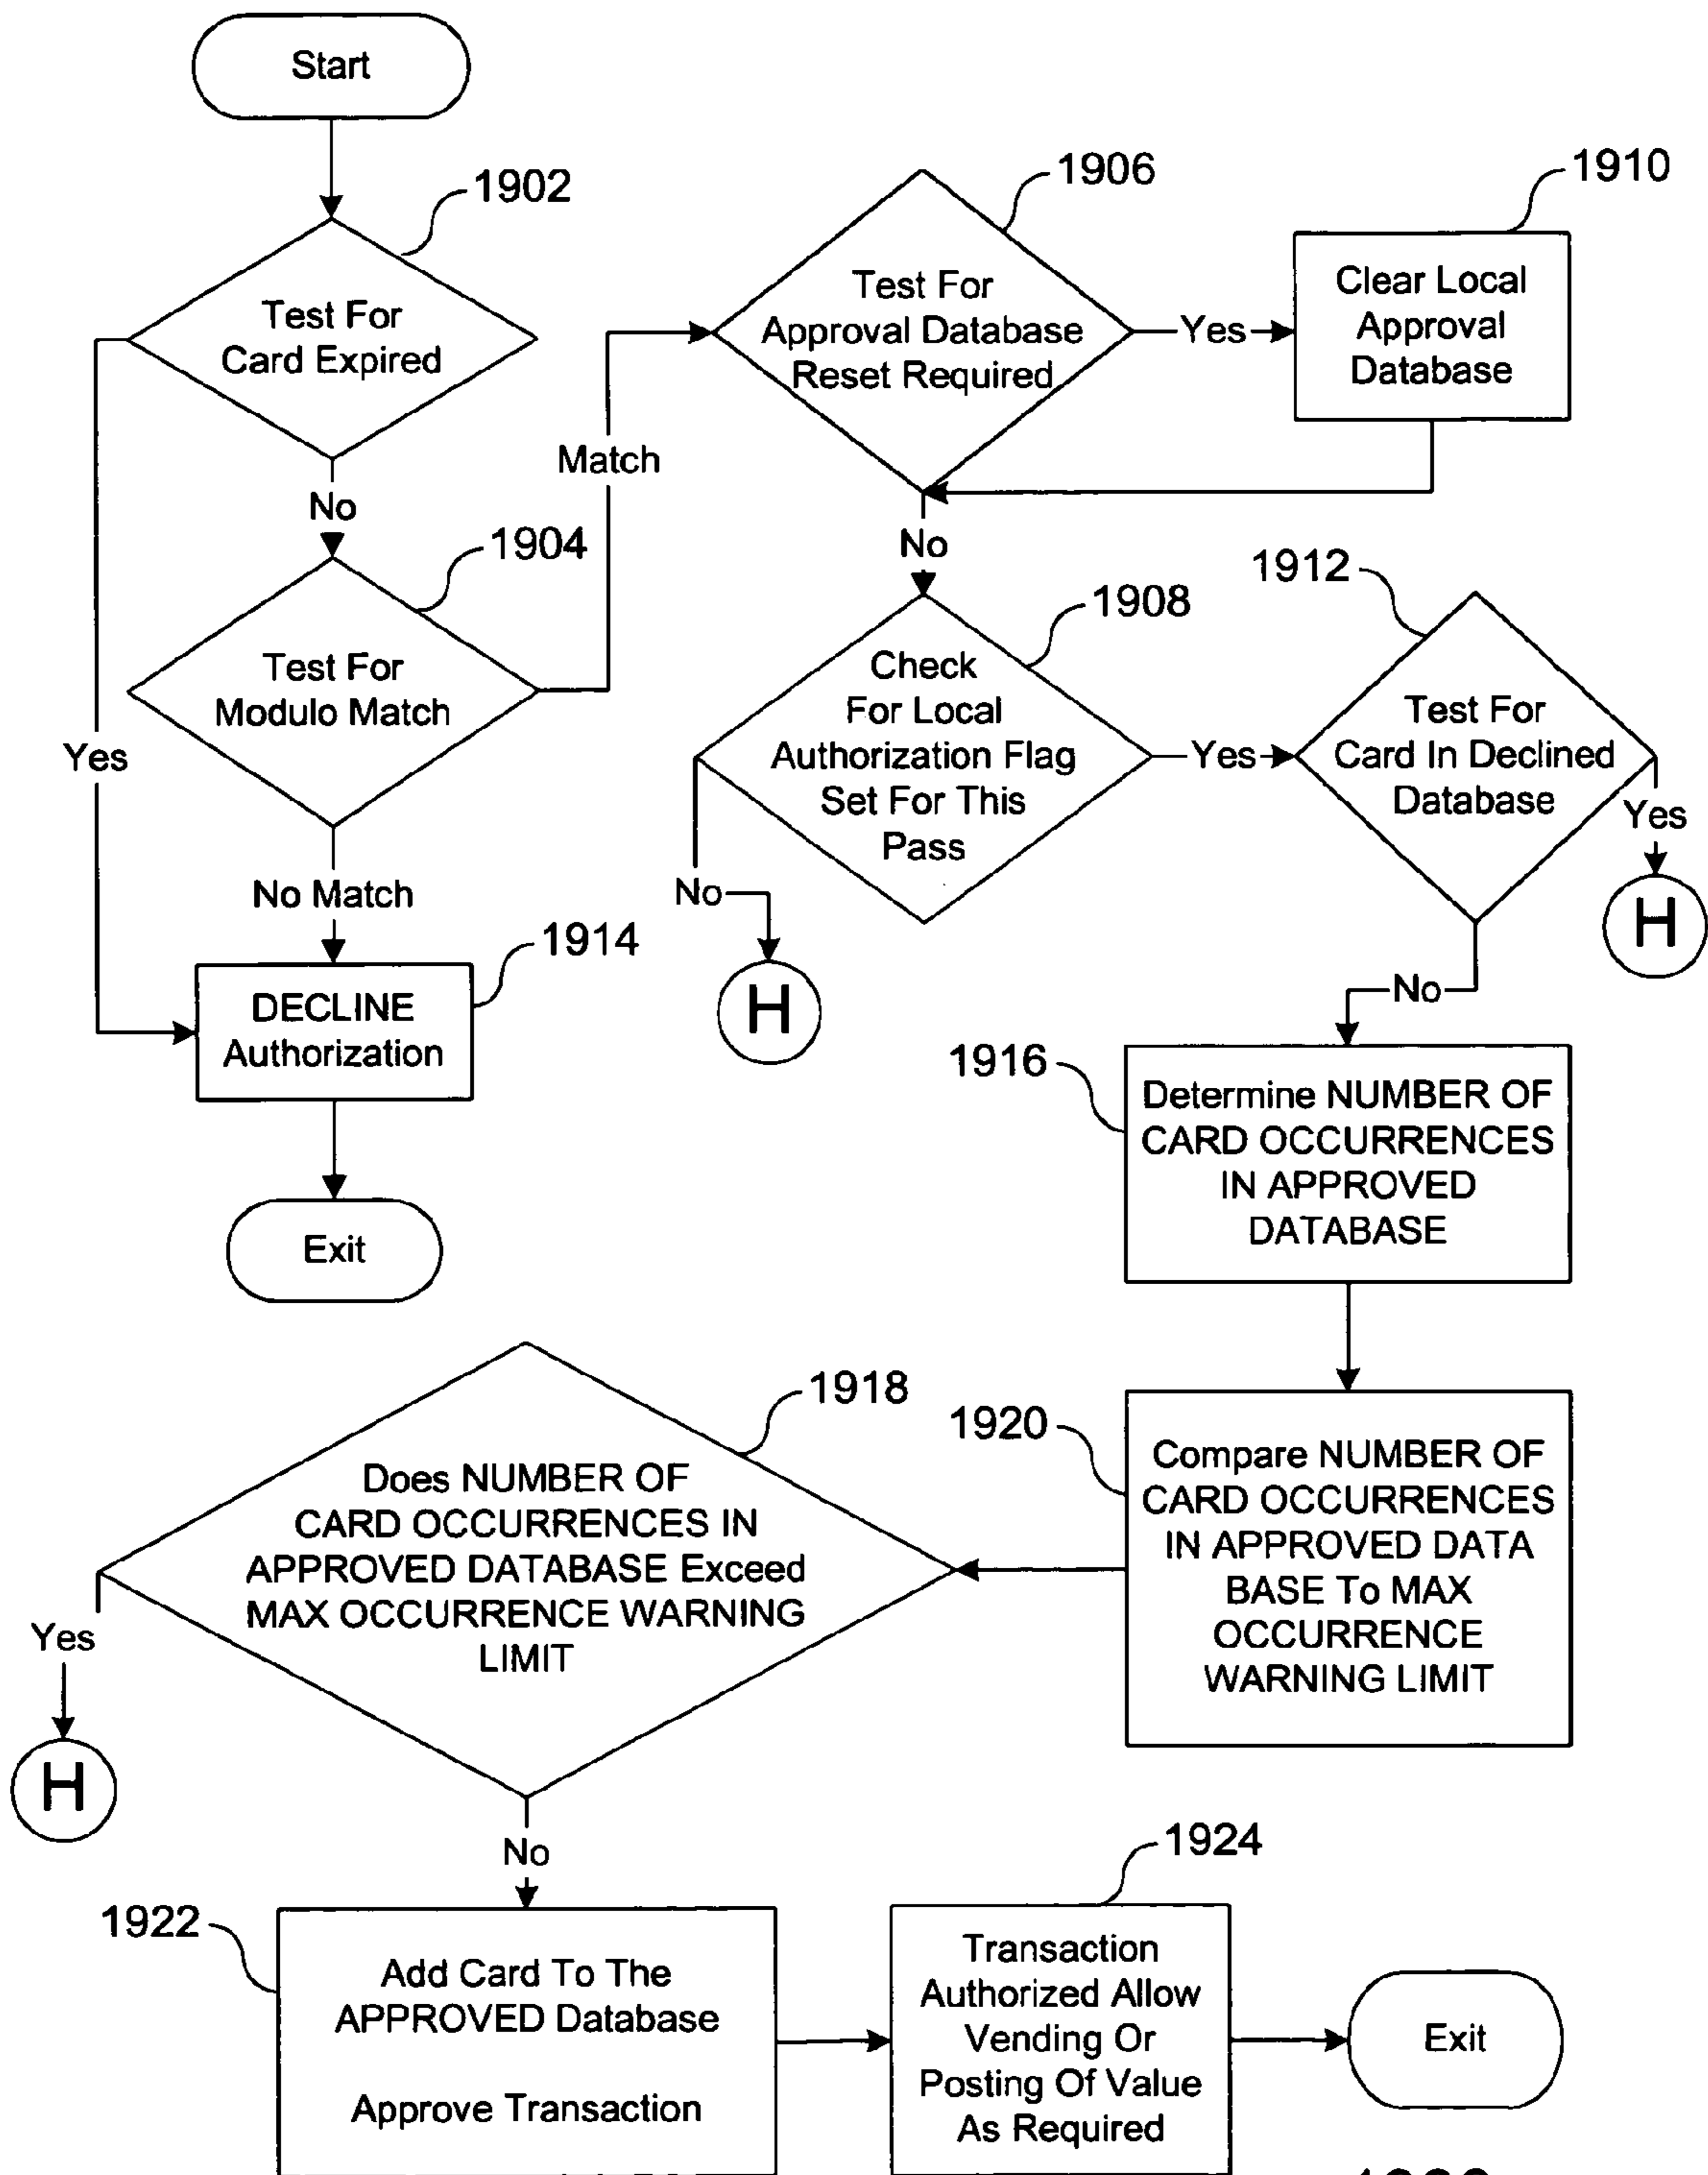 Start
1902
Test For
Card Expired
No
Yes
1904
Test For
Modulo Match
Match
No Match
1914
DECLINE
Authorization
Exit
1906
Test For
Approval Database
Reset Required
Yes
1910
Clear Local
Approval
Database
No
1908
Check
For Local
Authorization Flag
Set For This
Pass
No
H
Yes
1912
Test For
Card In Declined
Database
Yes
H
No
1916
Determine NUMBER OF
CARD OCCURRENCES
IN APPROVED
DATABASE
1920
Compare NUMBER OF
CARD OCCURRENCES
IN APPROVED DATA
BASE To MAX
OCCURRENCE
WARNING LIMIT
1918
Does NUMBER OF
CARD OCCURRENCES IN
APPROVED DATABASE Exceed
MAX OCCURRENCE WARNING
LIMIT
Yes
H
No
1922
Add Card To The
APPROVED Database
Approve Transaction
1924
Transaction
Authorized Allow
Vending Or
Posting Of Value
As Required
Exit